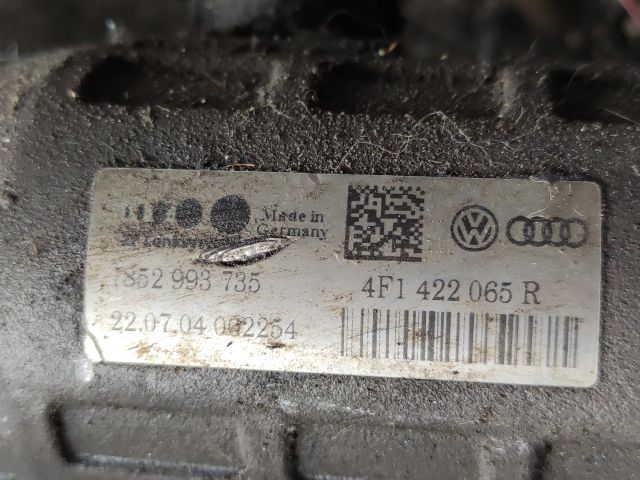 Made in
Germany
7852 993 735
4F1 422 065 R
22.07.04 002254